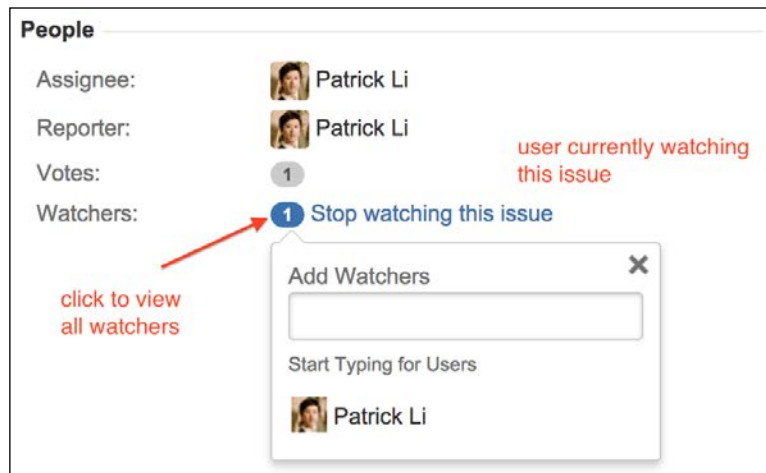 People
Assignee: Patrick Li
Reporter: Patrick Li
user currently watching
this issue
Votes: 1
Watchers: 1 Stop watching this issue
click to view
all watchers
Add Watchers
Start Typing for Users
Patrick Li